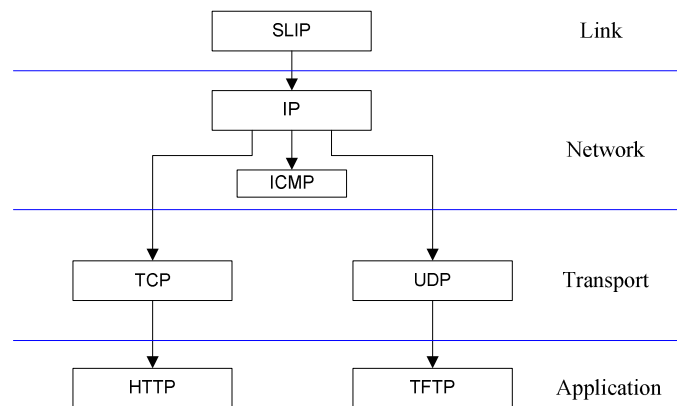 SLIP
Link
IP
Network
ICMP
TCP
UDP
Transport
HTTP
TFTP
Application